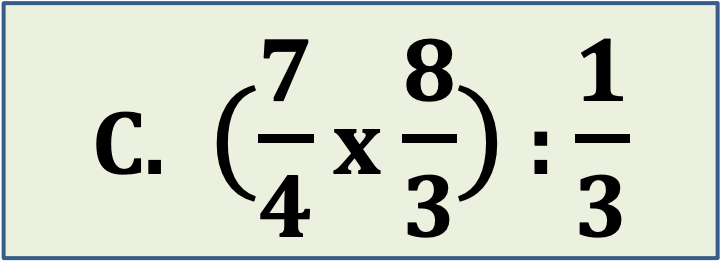 C. (7/4 x 8/3) : 1/3